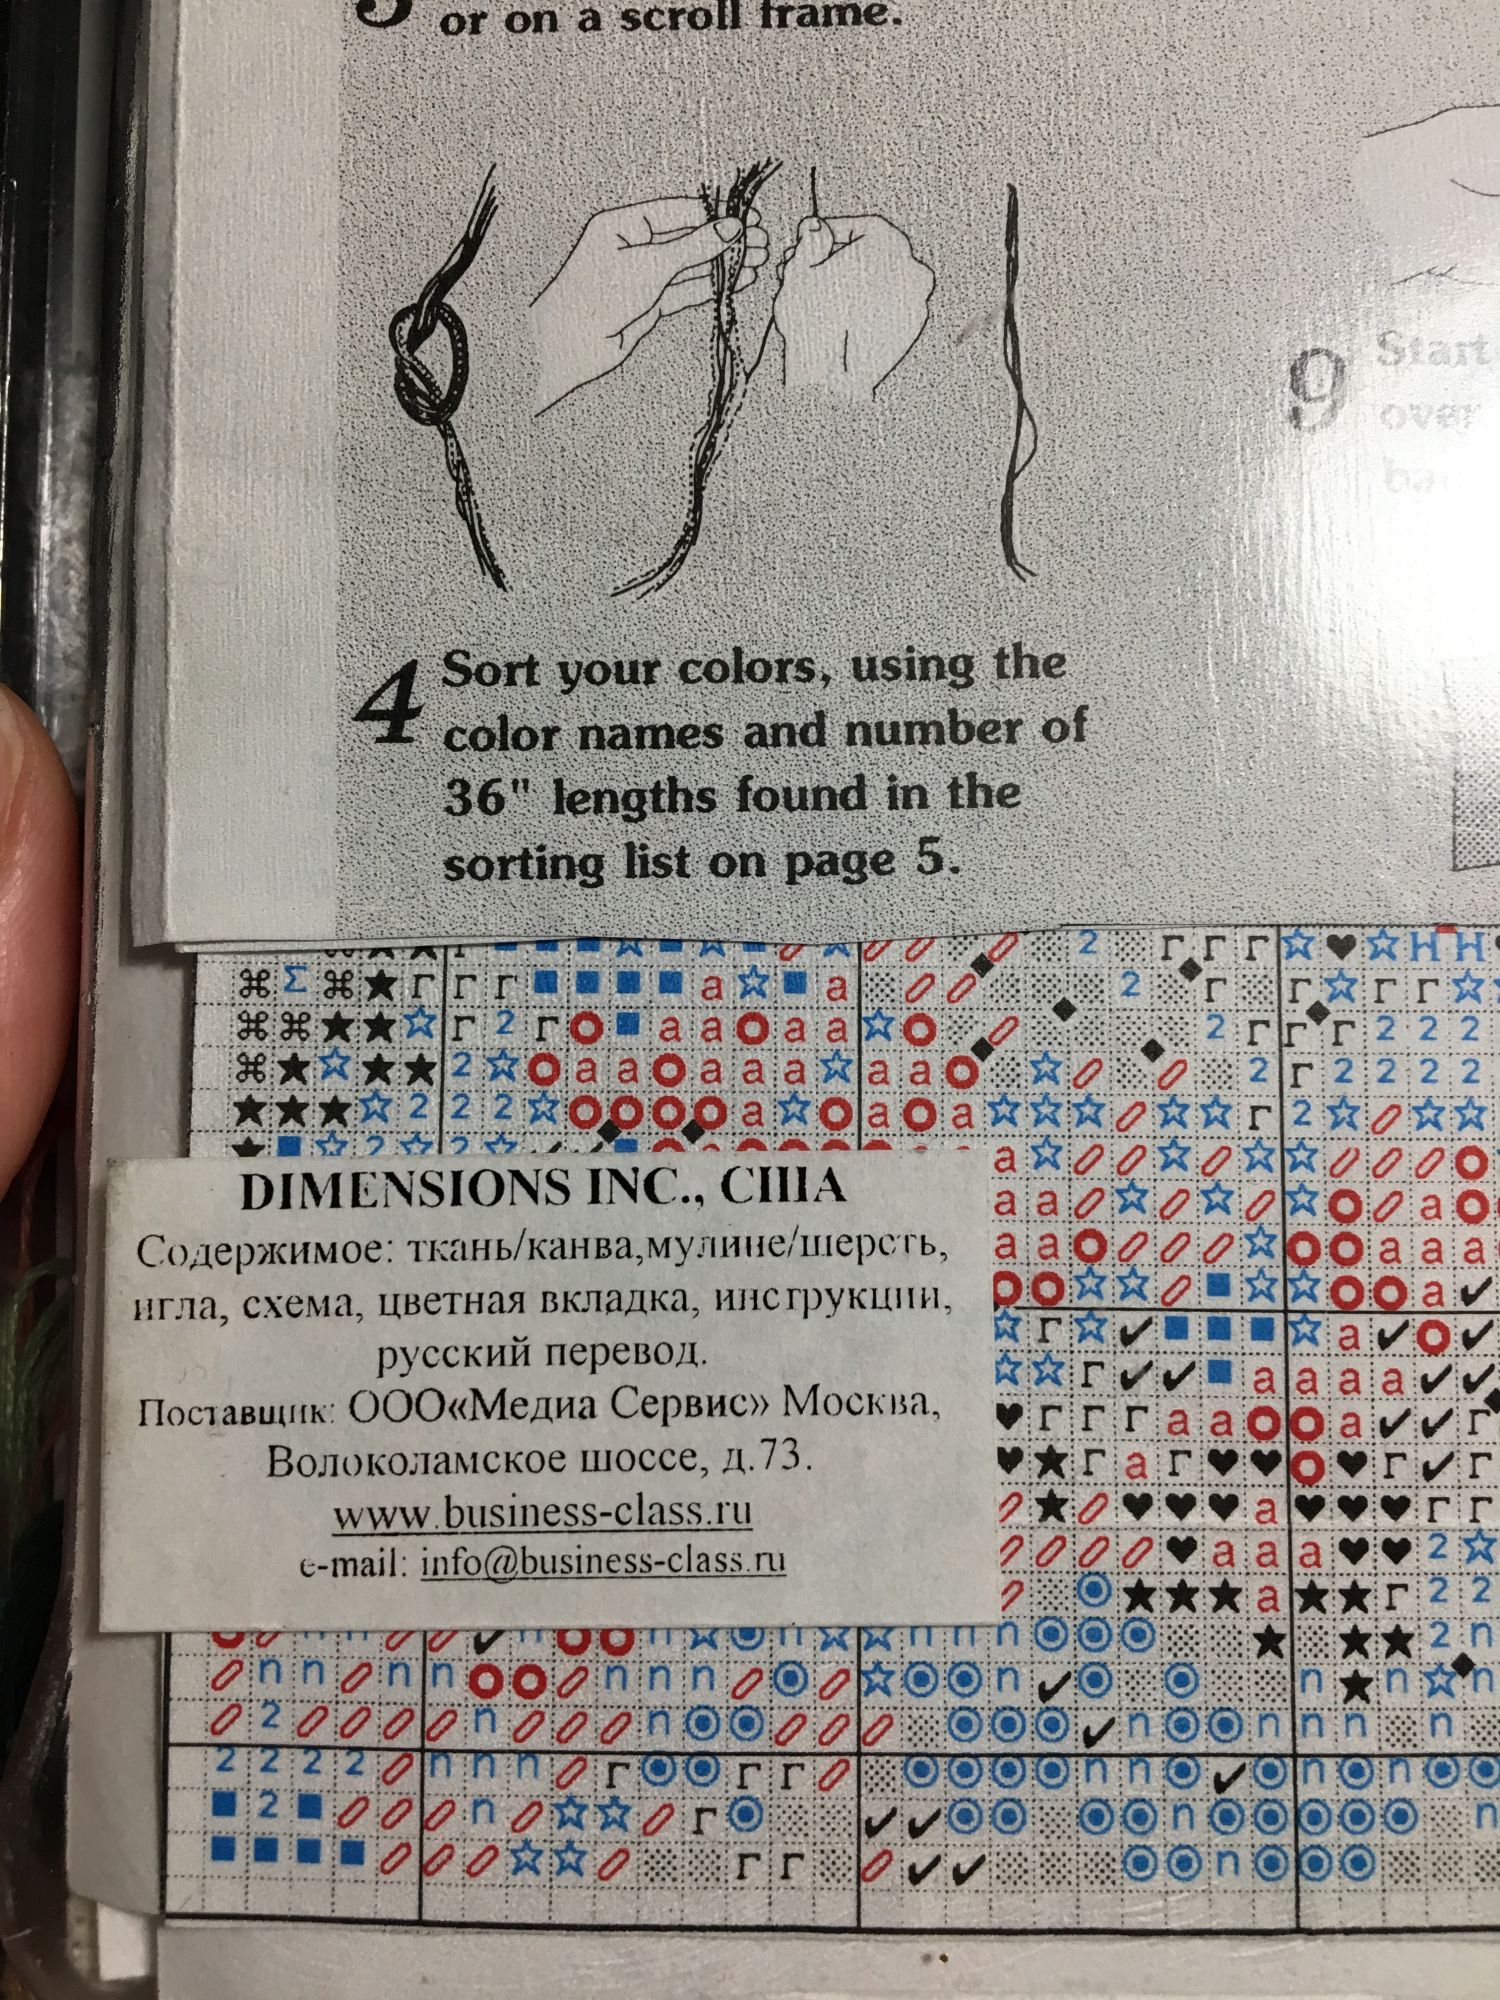 or on a scroll frame.
4 Sort your colors, using the
color names and number of
36" lengths found in the
sorting list on page 5.
9 Start
over
DIMENSIONS INC., США
Содержимое: ткань/канва,мулине/шерсть,
игла, схема, цветная вкладка, инструкции,
русский перевод.
Поставщик: ООО«Медиа Сервис» Москва,
Волоколамское шоссе, д.73.
www.business-class.ru
e-mail: info@business-class.ru